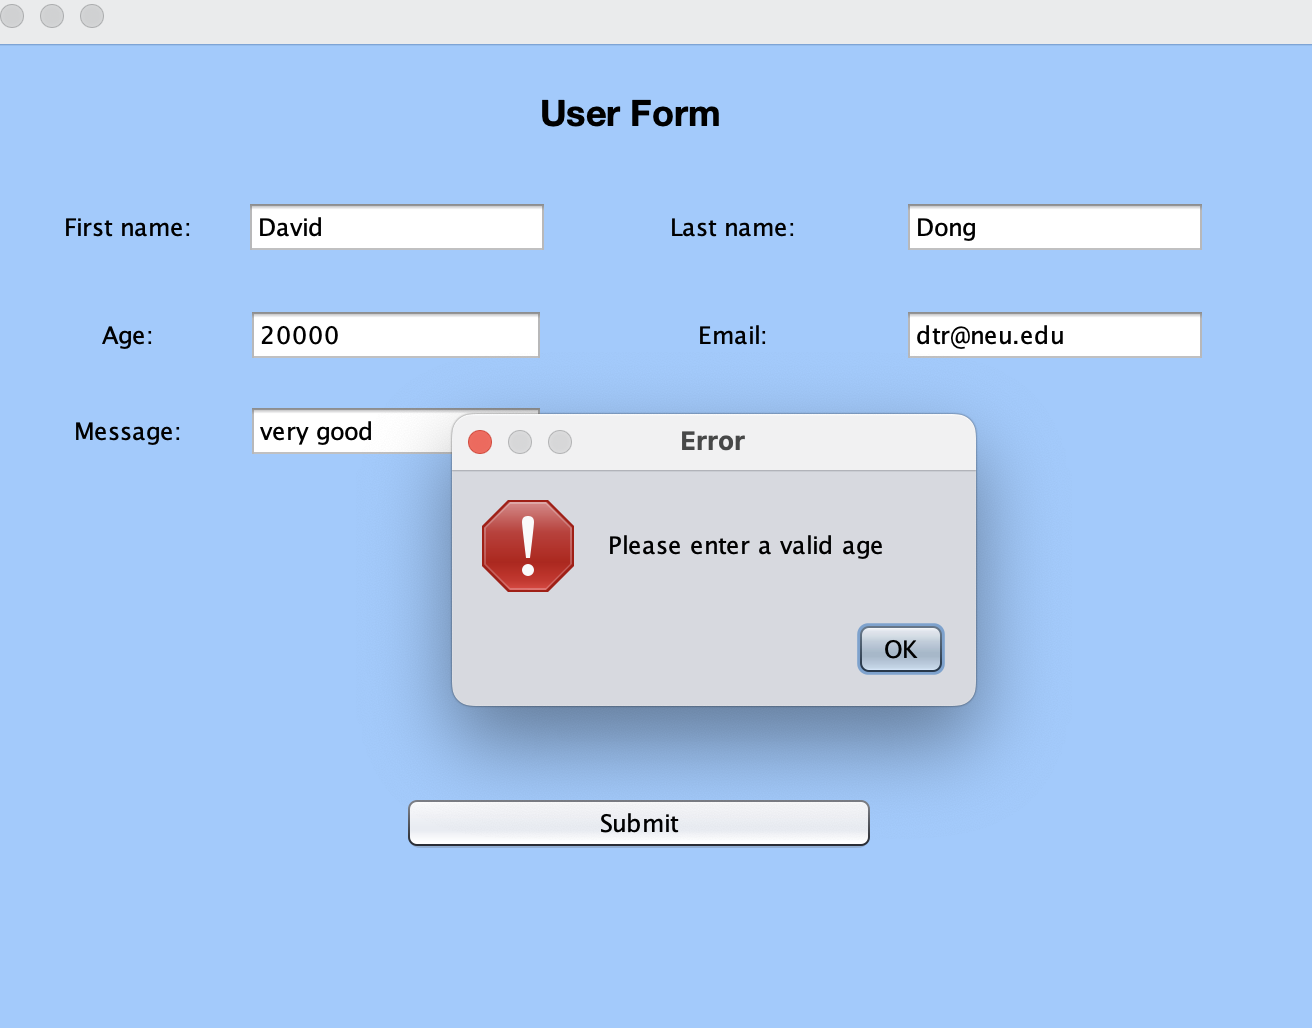 User Form
First name: David Last name: Dong
Age: 20000 Email: dtr@neu.edu
Message: very good
Error
Please enter a valid age
OK
Submit